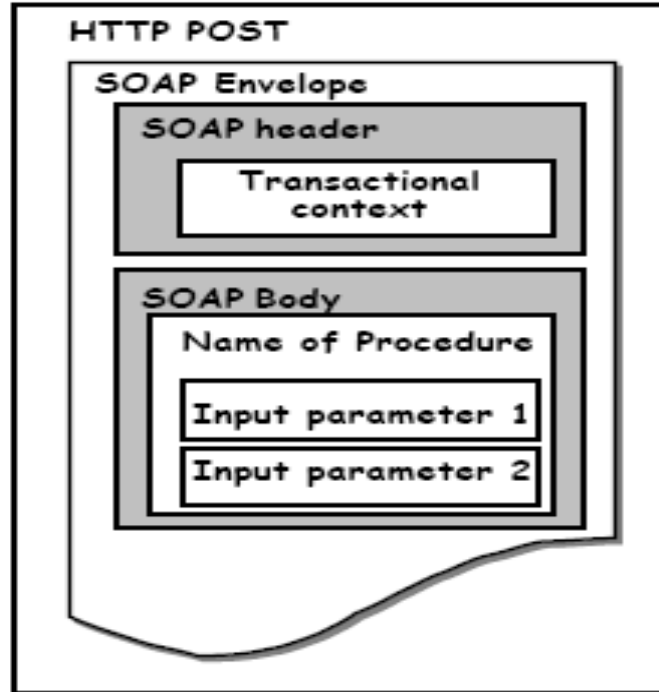 HTTP POST
SOAP Envelope
SOAP header
Transactional
context
SOAP Body
Name of Procedure
Input parameter 1
Input parameter 2